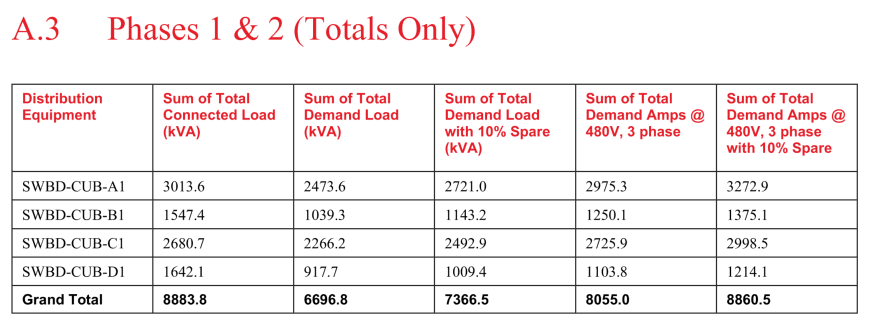 A.3 Phases 1 & 2 (Totals Only)
Distribution Equipment | Sum of Total Connected Load (kVA) | Sum of Total Demand Load (kVA) | Sum of Total Demand Load with 10% Spare (kVA) | Sum of Total Demand Amps @ 480V, 3 phase | Sum of Total Demand Amps @ 480V, 3 phase with 10% Spare
SWBD-CUB-A1 | 3013.6 | 2473.6 | 2721.0 | 2975.3 | 3272.9
SWBD-CUB-B1 | 1547.4 | 1039.3 | 1143.2 | 1250.1 | 1375.1
SWBD-CUB-C1 | 2680.7 | 2266.2 | 2492.9 | 2725.9 | 2998.5
SWBD-CUB-D1 | 1642.1 | 917.7 | 1009.4 | 1103.8 | 1214.1
Grand Total | 8883.8 | 6696.8 | 7366.5 | 8055.0 | 8860.5